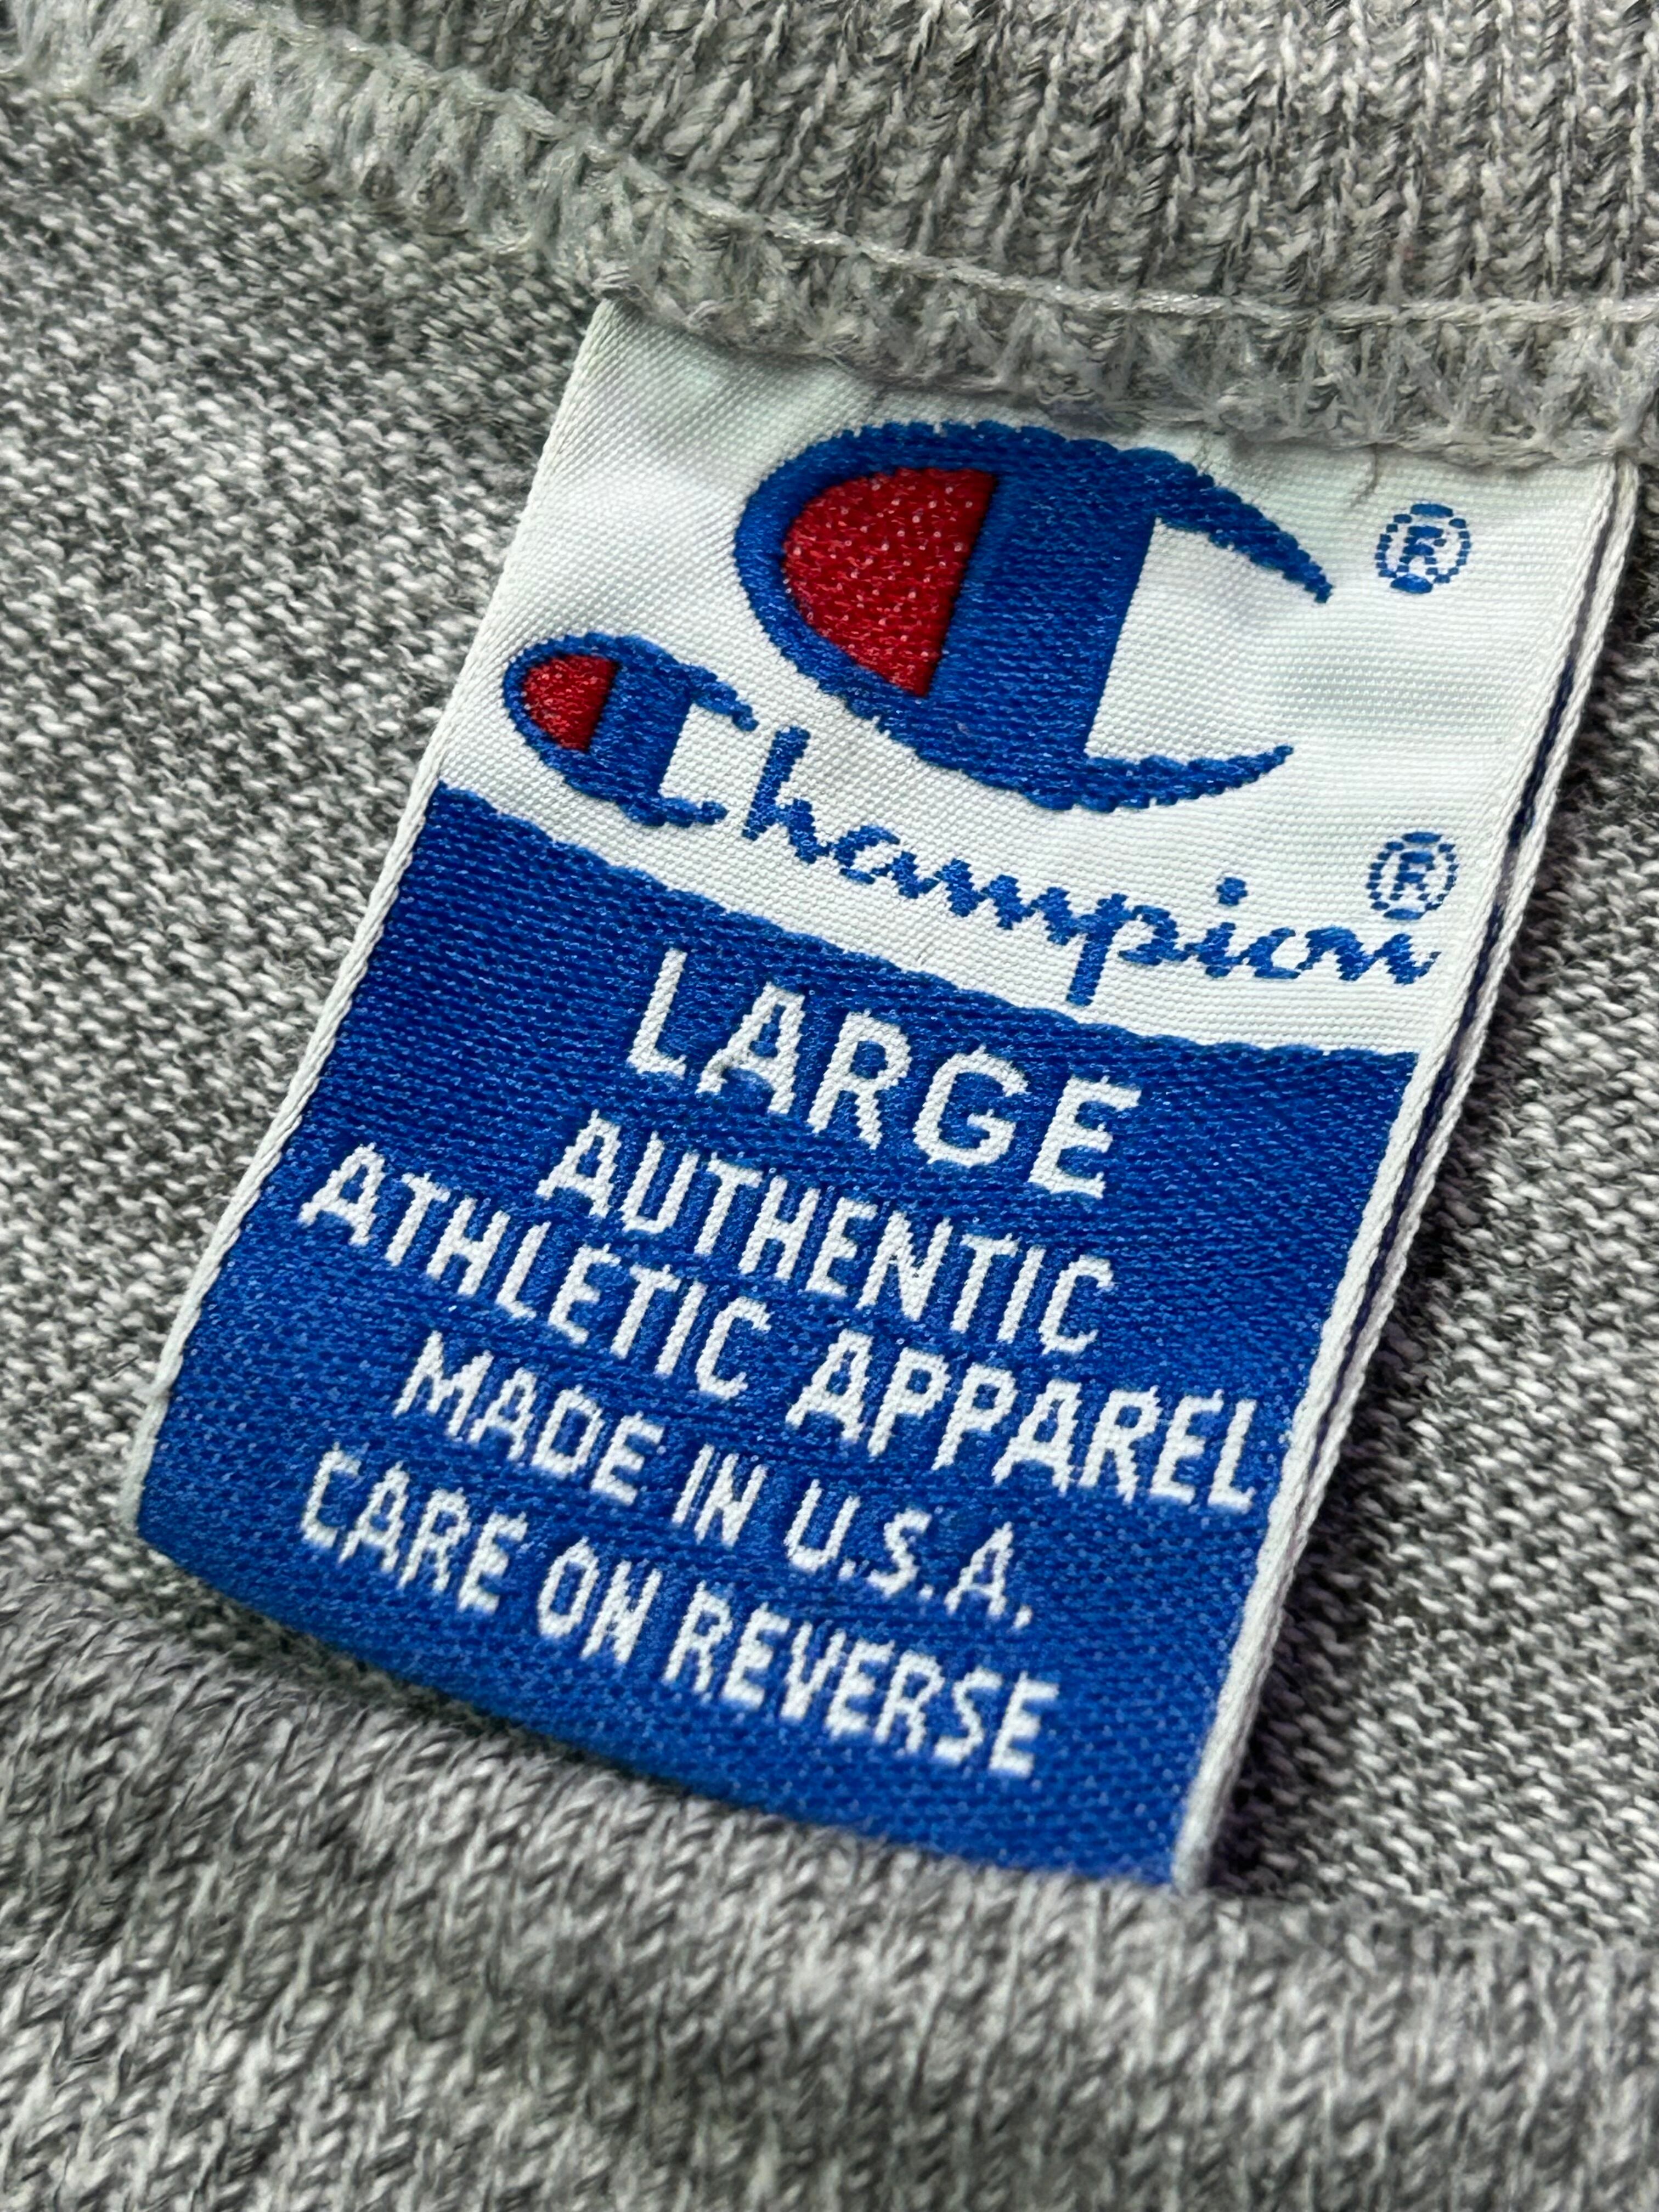 ®
Champion®
LARGE
AUTHENTIC
ATHLETIC APPAREL
MADE IN U.S.A.
CARE ON REVERSE